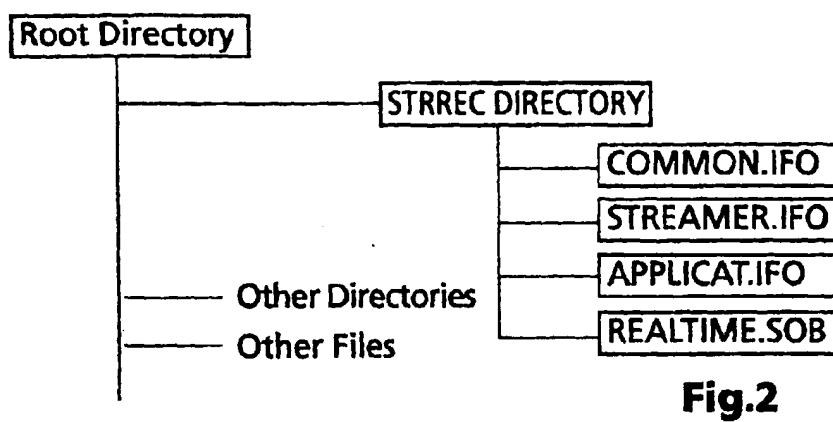 Root Directory
STRREC DIRECTORY
COMMON.IFO
STREAMER.IFO
APPLICAT.IFO
REALTIME.SOB
Other Directories
Other Files
Fig.2